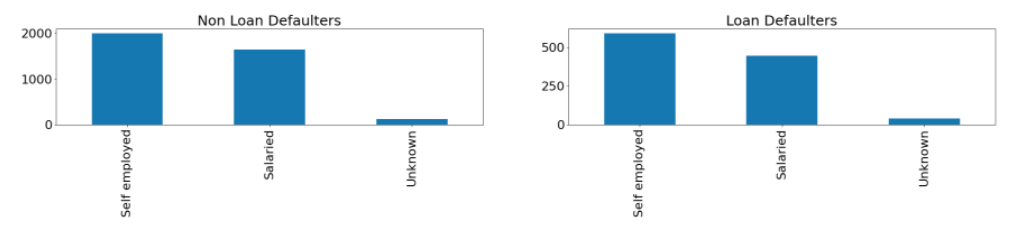 Non Loan Defaulters
2000
1000
0
Self employed
Salaried
Unknown
Loan Defaulters
500
250
0
Self employed
Salaried
Unknown